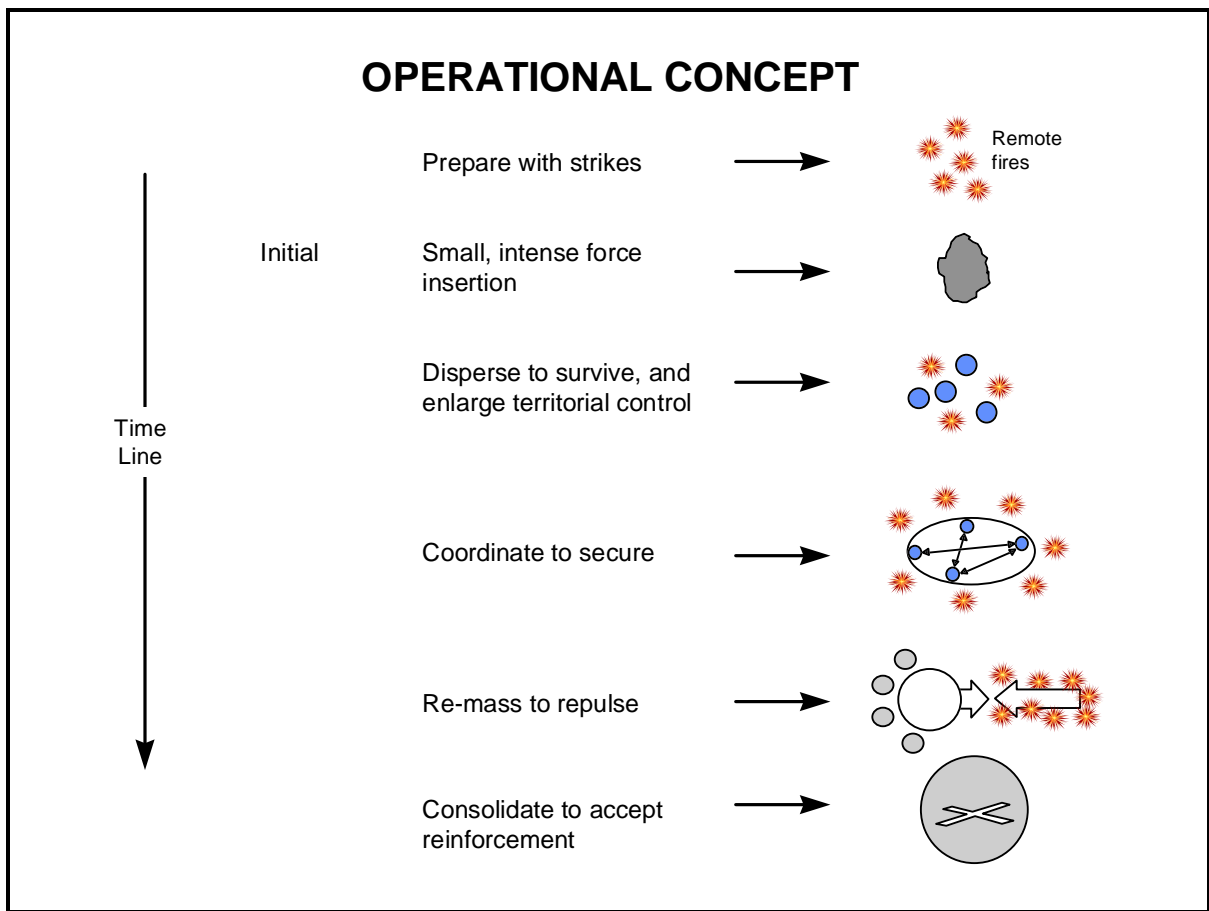 OPERATIONAL CONCEPT
Prepare with strikes
Remote
fires
Initial
Small, intense force
insertion
Disperse to survive, and
enlarge territorial control
Time
Line
Coordinate to secure
Re-mass to repulse
Consolidate to accept
reinforcement